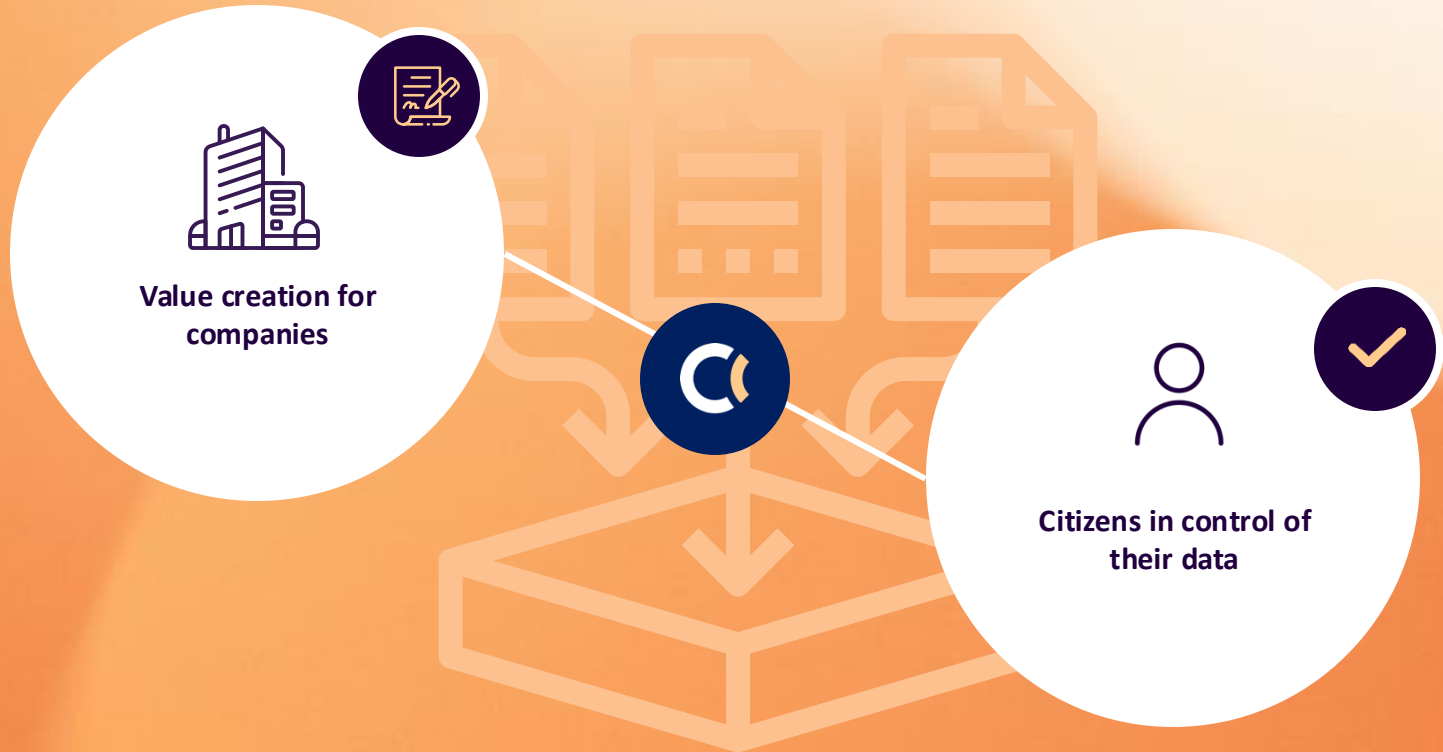 Value creation for
companies
Citizens in control of
their data